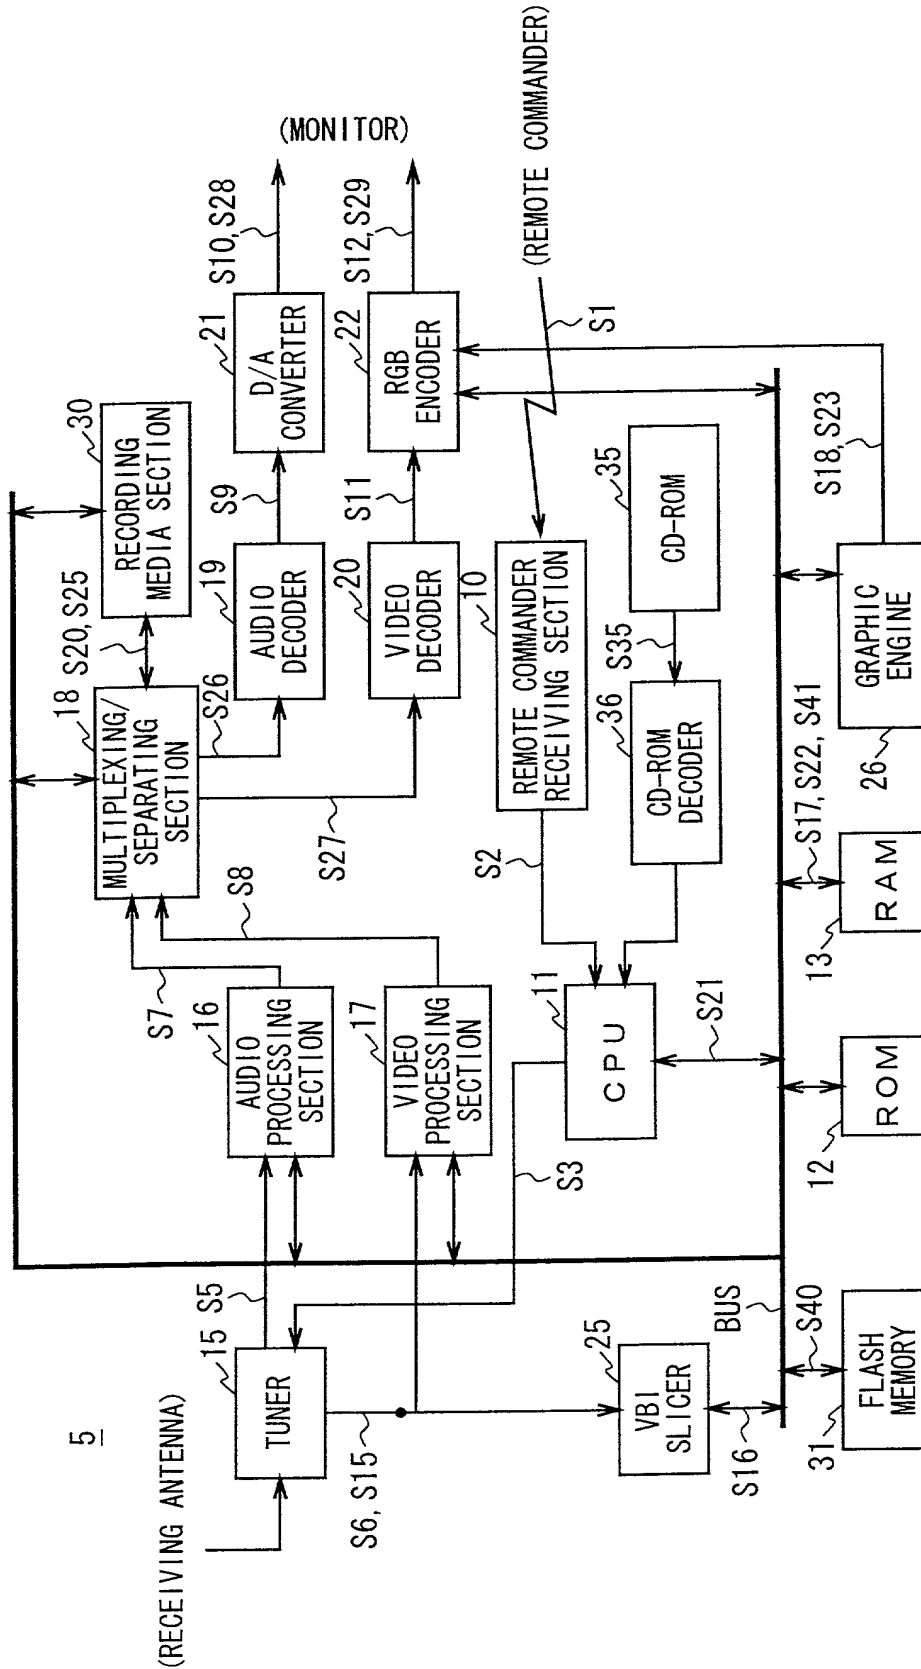 5
(RECEIVING ANTENNA)
15
TUNER
S5
S6, S15
25
VBI
SLICER
S16
BUS
S40
31
FLASH
MEMORY
16
AUDIO
PROCESSING
SECTION
17
VIDEO
PROCESSING
SECTION
S3
S7
S8
11
CPU
S21
12
ROM
13
RAM
S17, S22, S41
18
MULTIPLEXING/
SEPARATING
SECTION
S20, S25
30
RECORDING
MEDIA SECTION
S26
S27
19
AUDIO
DECODER
20
VIDEO
DECODER
S9
S11
21
D/A
CONVERTER
22
RGB
ENCODER
S10, S28
S12, S29
(MONITOR)
10
REMOTE COMMANDER
RECEIVING SECTION
S2
S1
(REMOTE COMMANDER)
36
CD-ROM
DECODER
S35
35
CD-ROM
26
GRAPHIC
ENGINE
S18, S23